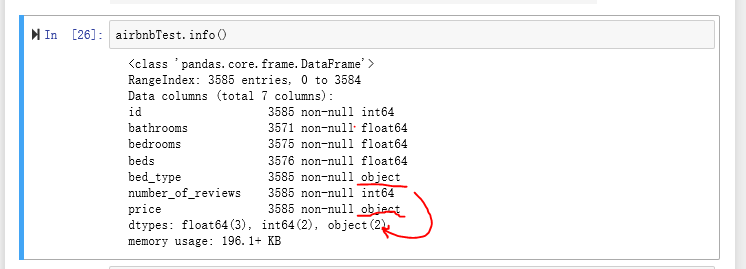 In [26]: airbnbTest.info()
<class 'pandas.core.frame.DataFrame'>
RangeIndex: 3585 entries, 0 to 3584
Data columns (total 7 columns):
id 3585 non-null int64
bathrooms 3571 non-null float64
bedrooms 3575 non-null float64
beds 3576 non-null float64
bed_type 3585 non-null object
number_of_reviews 3585 non-null int64
price 3585 non-null object
dtypes: float64(3), int64(2), object(2)
memory usage: 196.1+ KB